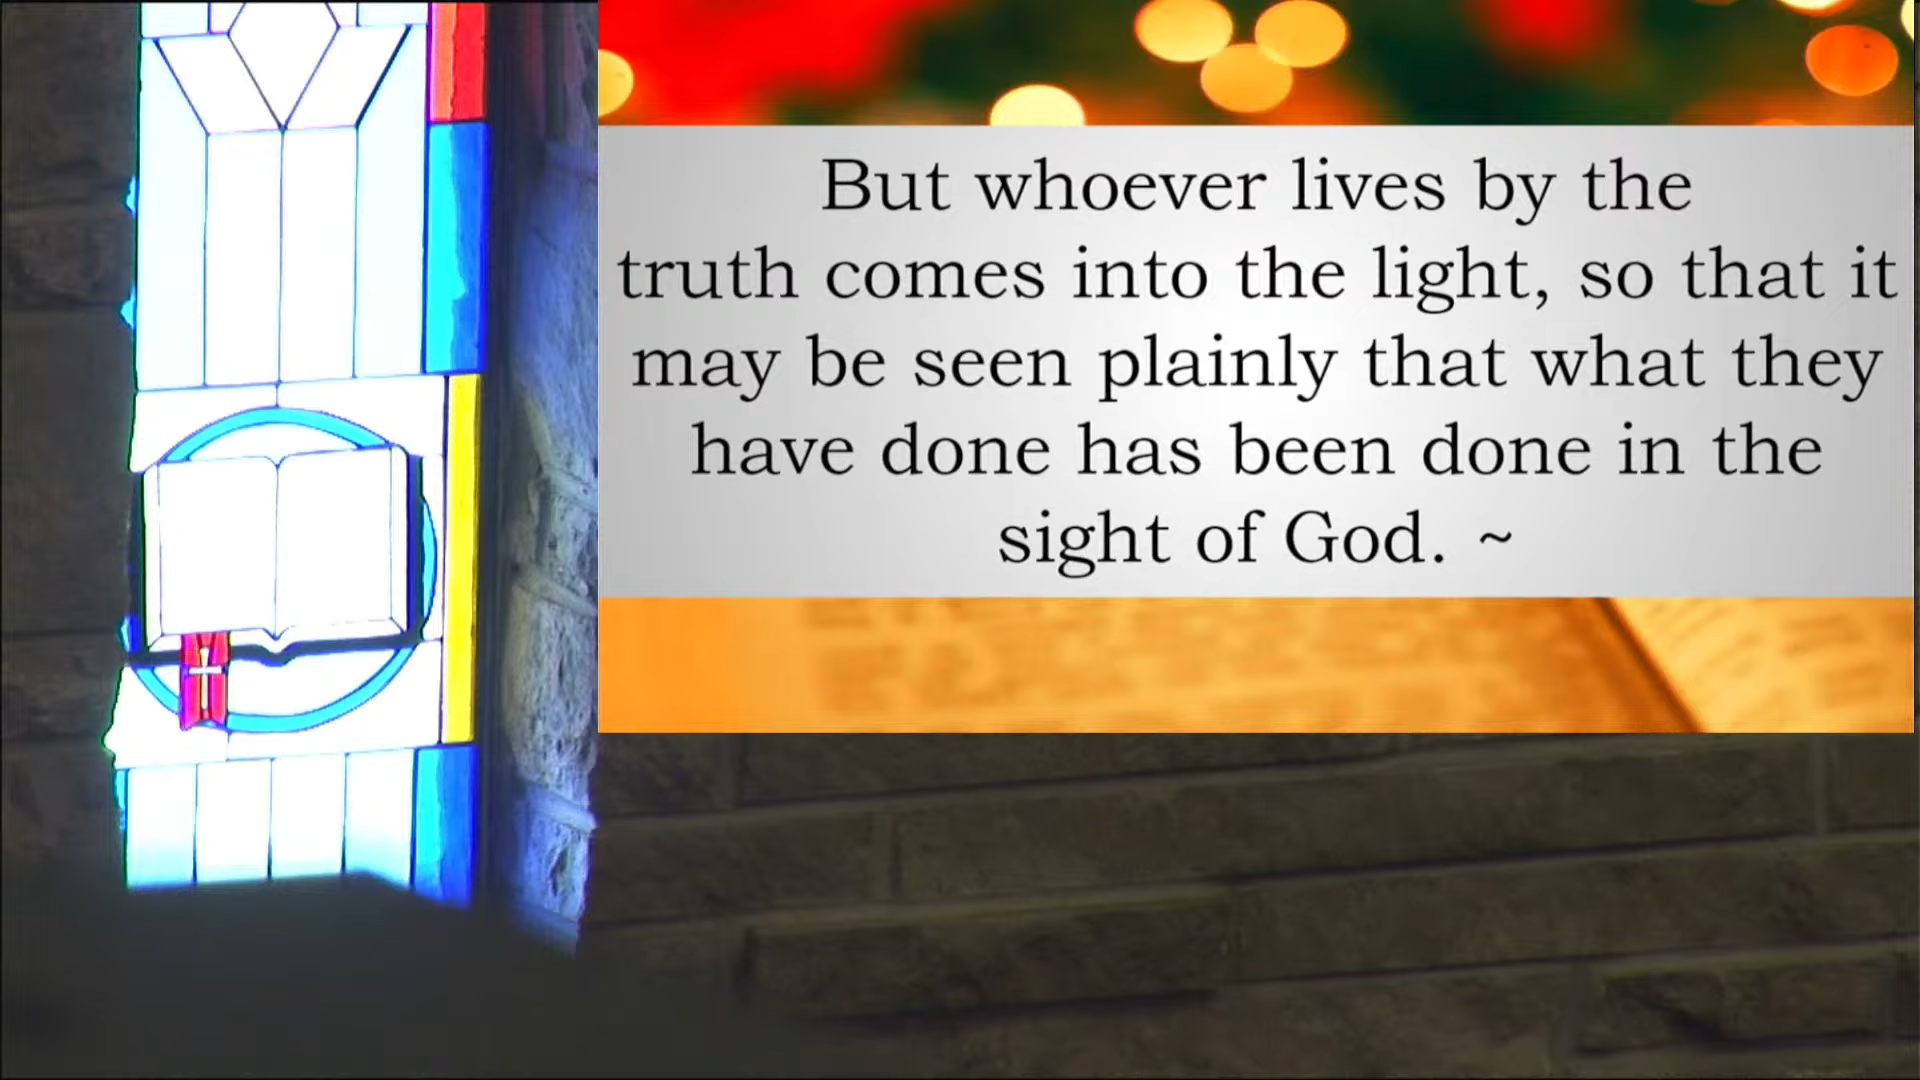 But whoever lives by the
truth comes into the light, so that it
may be seen plainly that what they
have done has been done in the
sight of God. ~